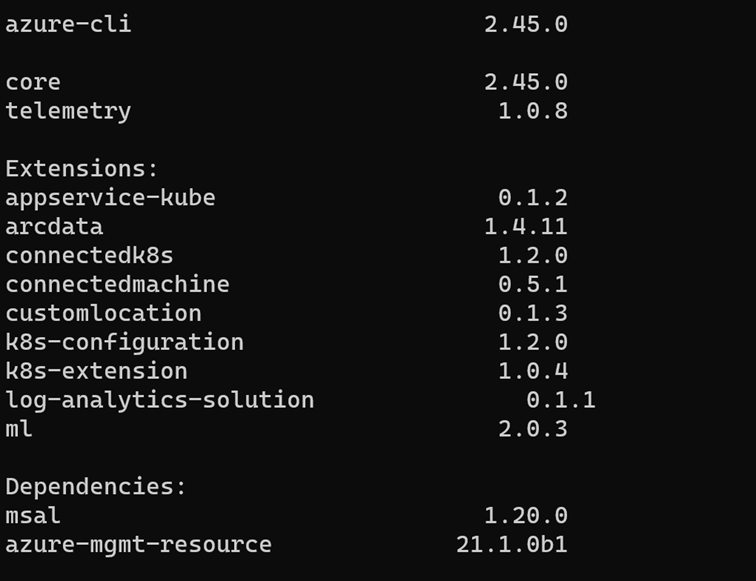 azure-cli 2.45.0
core 2.45.0
telemetry 1.0.8
Extensions:
appservice-kube 0.1.2
arcdata 1.4.11
connectedk8s 1.2.0
connectedmachine 0.5.1
customlocation 0.1.3
k8s-configuration 1.2.0
k8s-extension 1.0.4
log-analytics-solution 0.1.1
ml 2.0.3
Dependencies:
msal 1.20.0
azure-mgmt-resource 21.1.0b1